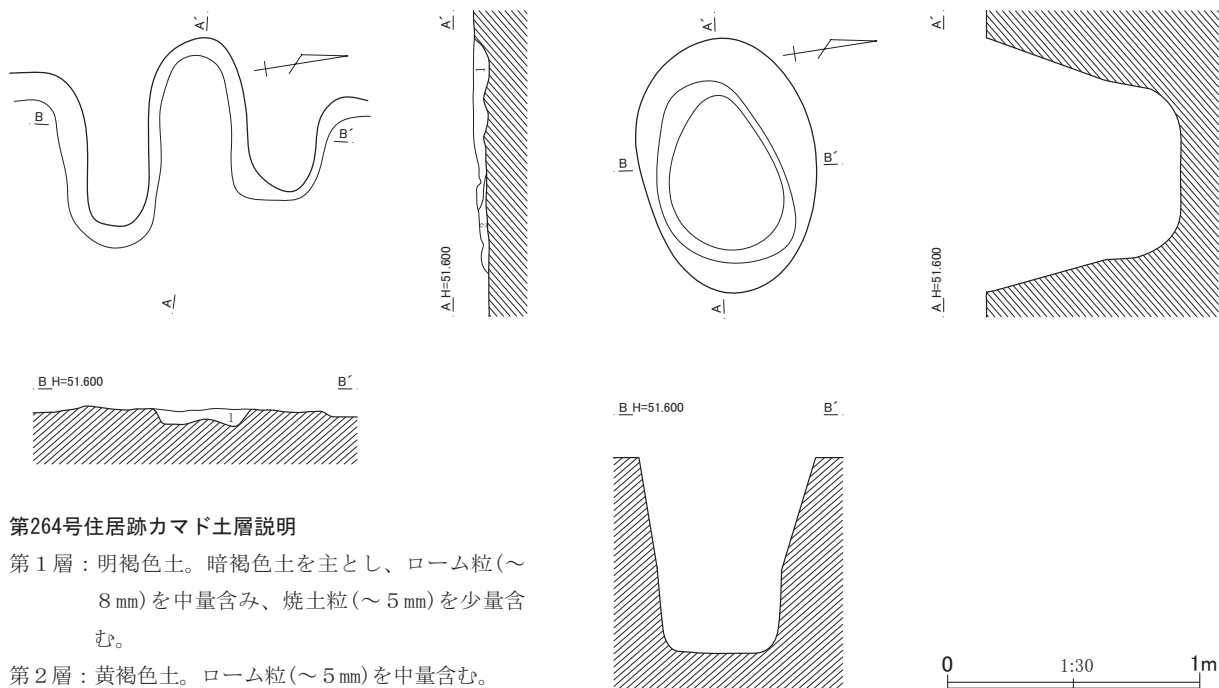 A´
B
B´
A
A´
1
2
A H=51.600
A´
B
B´
A
A´
A H=51.600
B H=51.600
B´
1
B H=51.600
B´
第264号住居跡カマド土層説明
第１層：明褐色土。暗褐色土を主とし、ローム粒(～
８㎜)を中量含み、焼土粒(～５㎜)を少量含
む。
第２層：黄褐色土。ローム粒(～５㎜)を中量含む。
0 1:30 1m